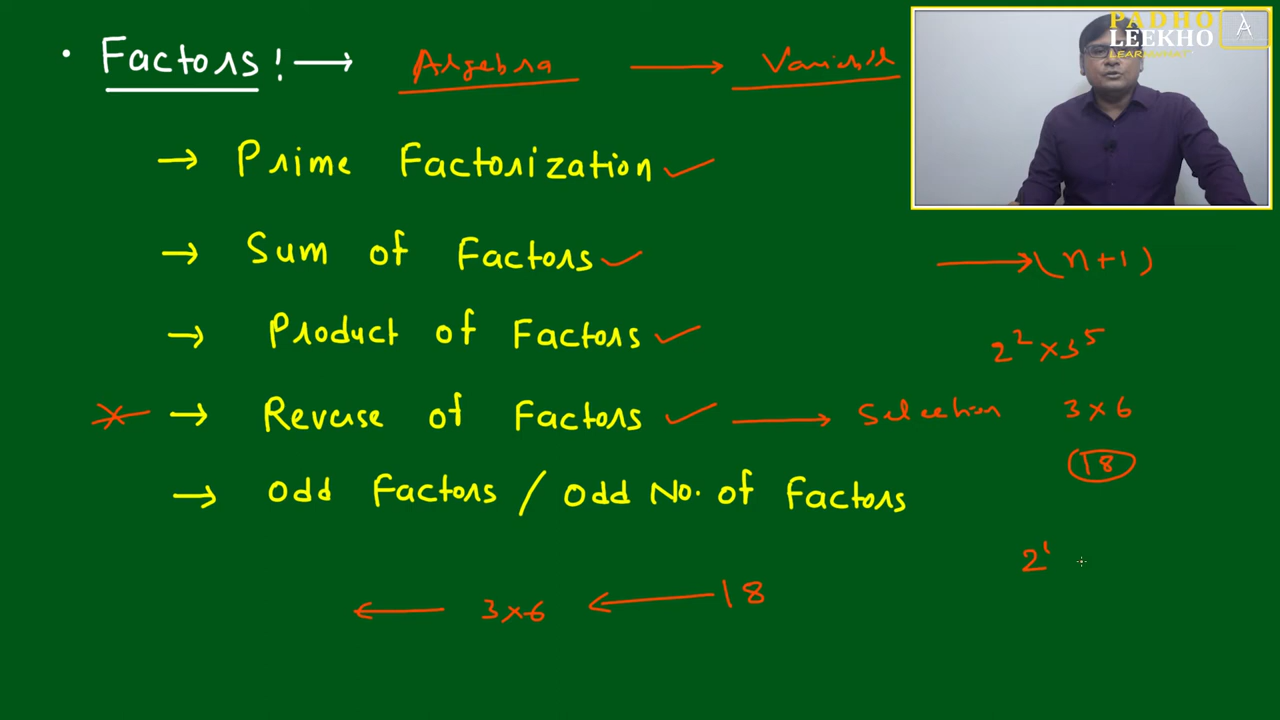 • Factors! → Algebra → Variable
PADHO
LEEKHO
→ Prime Factorization ✓
→ Sum of Factors ✓
→ (n+1)
→ Product of Factors ✓
2² × 3⁵
→ Reverse of Factors ✓ → Selection
3 × 6
18
→ Odd Factors / Odd No. of Factors
2¹
← 3×6 ← 18